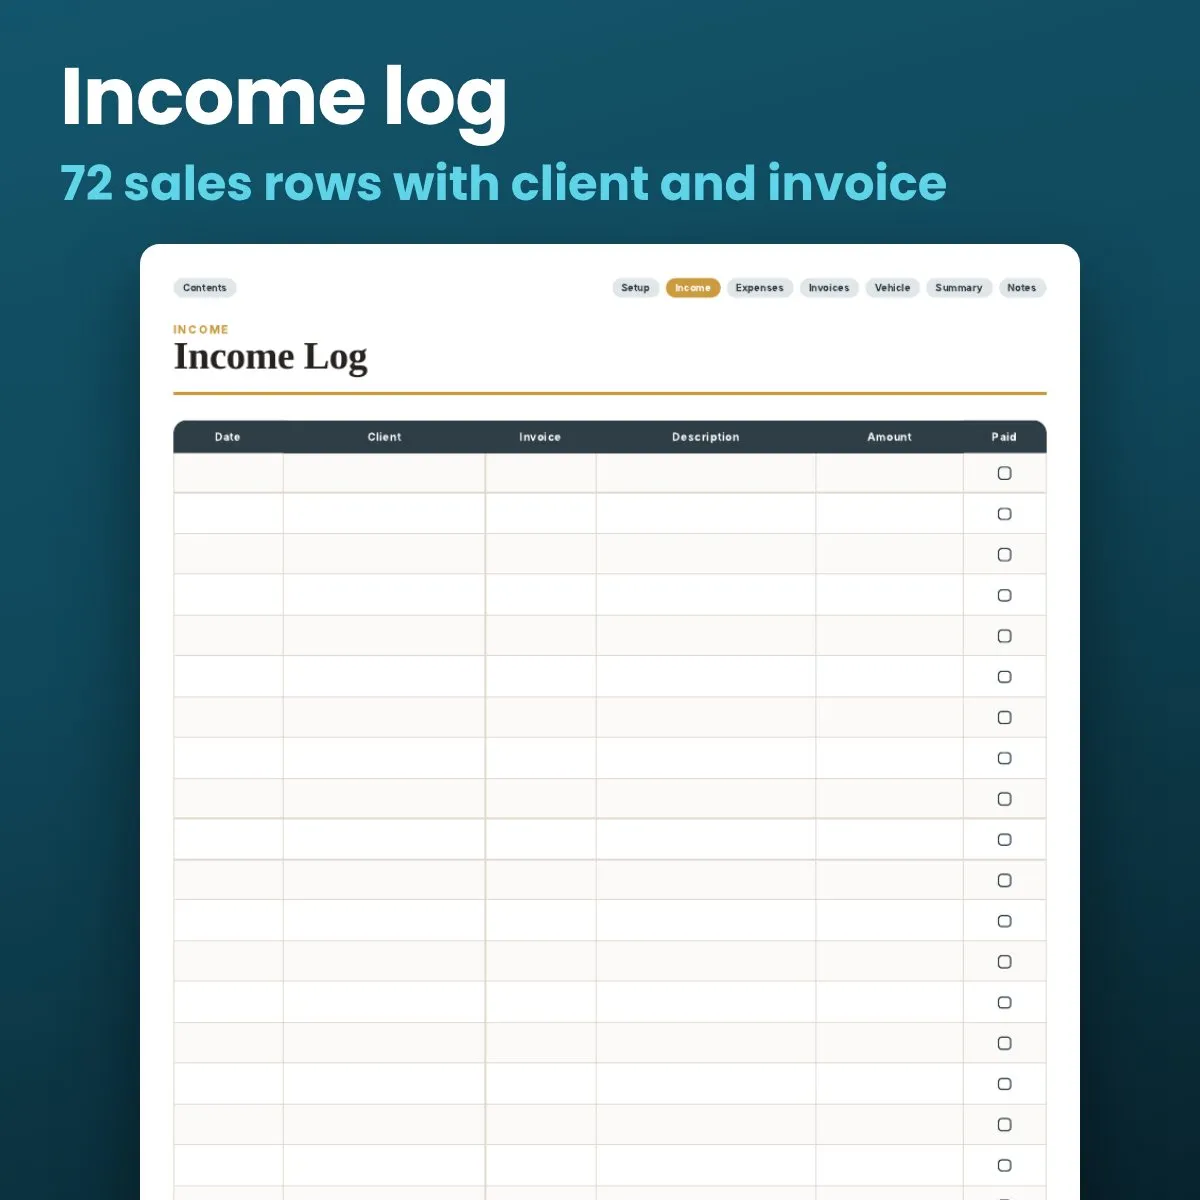 Income log
72 sales rows with client and invoice
Contents Setup Income Expenses Invoices Vehicle Summary Notes
INCOME
Income Log
Date Client Invoice Description Amount Paid